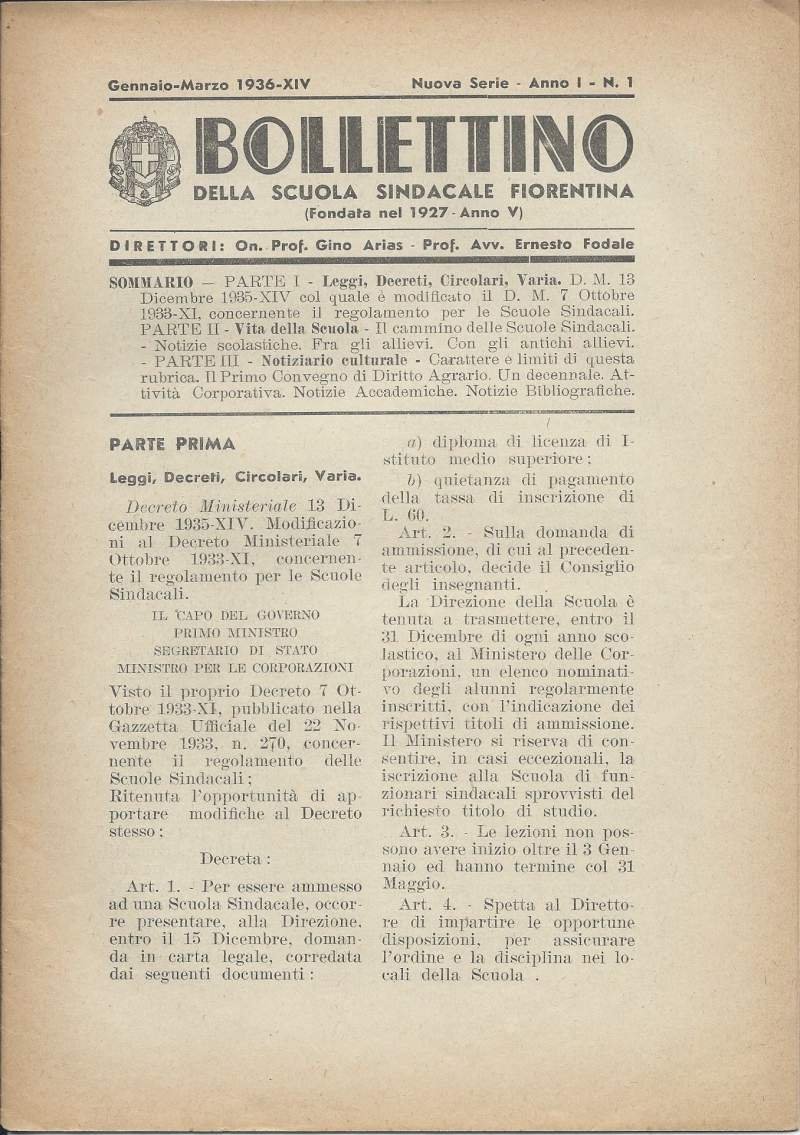 Gennaio-Marzo 1936-XIV Nuova Serie - Anno I - N. 1
BOLLETTINO
DELLA SCUOLA SINDACALE FIORENTINA
(Fondata nel 1927 - Anno V)
DIRETTORI: On. Prof. Gino Arias - Prof. Avv. Ernesto Fodale
SOMMARIO — PARTE I - Leggi, Decreti, Circolari, Varia. D. M. 13
Dicembre 1935-XIV col quale è modificato il D. M. 7 Ottobre
1933-XI, concernente il regolamento per le Scuole Sindacali.
PARTE II - Vita della Scuola - Il cammino delle Scuole Sindacali.
- Notizie scolastiche. Fra gli allievi. Con gli antichi allievi.
- PARTE III - Notiziario culturale - Carattere e limiti di questa
rubrica. Il Primo Convegno di Diritto Agrario. Un decennale. At-
tività Corporativa. Notizie Accademiche. Notizie Bibliografiche.
PARTE PRIMA
Leggi, Decreti, Circolari, Varia.
Decreto Ministeriale 13 Di-
cembre 1935-XIV. Modificazio-
ni al Decreto Ministeriale 7
Ottobre 1933-XI, concernen-
te il regolamento per le Scuole
Sindacali.
IL CAPO DEL GOVERNO
PRIMO MINISTRO
SEGRETARIO DI STATO
MINISTRO PER LE CORPORAZIONI
Visto il proprio Decreto 7 Ot-
tobre 1933-XI, pubblicato nella
Gazzetta Ufficiale del 22 No-
vembre 1933, n. 270, concer-
nente il regolamento delle
Scuole Sindacali;
Ritenuta l'opportunità di ap-
portare modifiche al Decreto
stesso:
Decreta:
Art. 1. - Per essere ammesso
ad una Scuola Sindacale, occor-
re presentare, alla Direzione,
entro il 15 Dicembre, doman-
da in carta legale, corredata
dai seguenti documenti:
a) diploma di licenza di I-
stituto medio superiore;
b) quietanza di pagamento
della tassa di inscrizione di
L. 60.
Art. 2. - Sulla domanda di
ammissione, di cui al preceden-
te articolo, decide il Consiglio
degli insegnanti.
La Direzione della Scuola è
tenuta a trasmettere, entro il
31 Dicembre di ogni anno sco-
lastico, al Ministero delle Cor-
porazioni, un elenco nominati-
vo degli alunni regolarmente
inscritti, con l'indicazione dei
rispettivi titoli di ammissione.
Il Ministero si riserva di con-
sentire, in casi eccezionali, la
iscrizione alla Scuola di fun-
zionari sindacali sprovvisti del
richiesto titolo di studio.
Art. 3. - Le lezioni non pos-
sono avere inizio oltre il 3 Gen-
naio ed hanno termine col 31
Maggio.
Art. 4. - Spetta al Diretto-
re di impartire le opportune
disposizioni, per assicurare
l'ordine e la disciplina nei lo-
cali della Scuola .